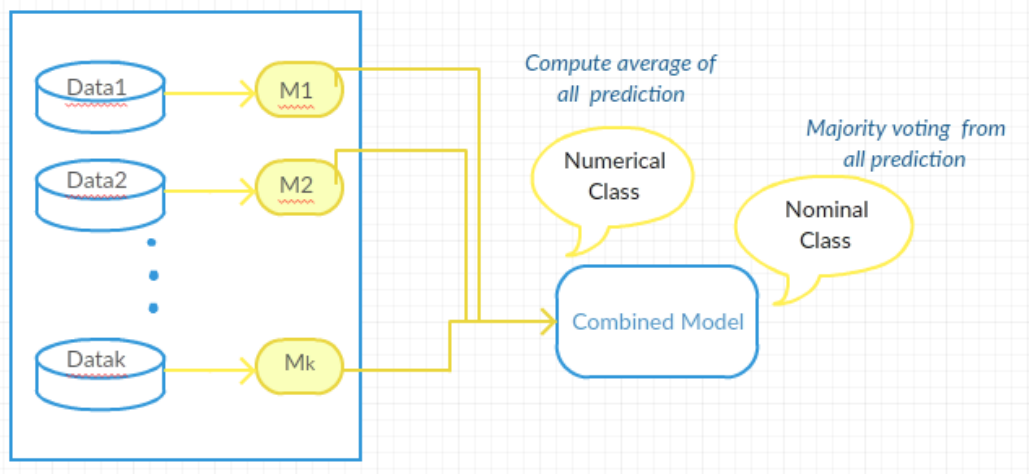 Data1
M1
Data2
M2
Datak
Mk
Compute average of
all prediction
Numerical
Class
Majority voting from
all prediction
Nominal
Class
Combined Model